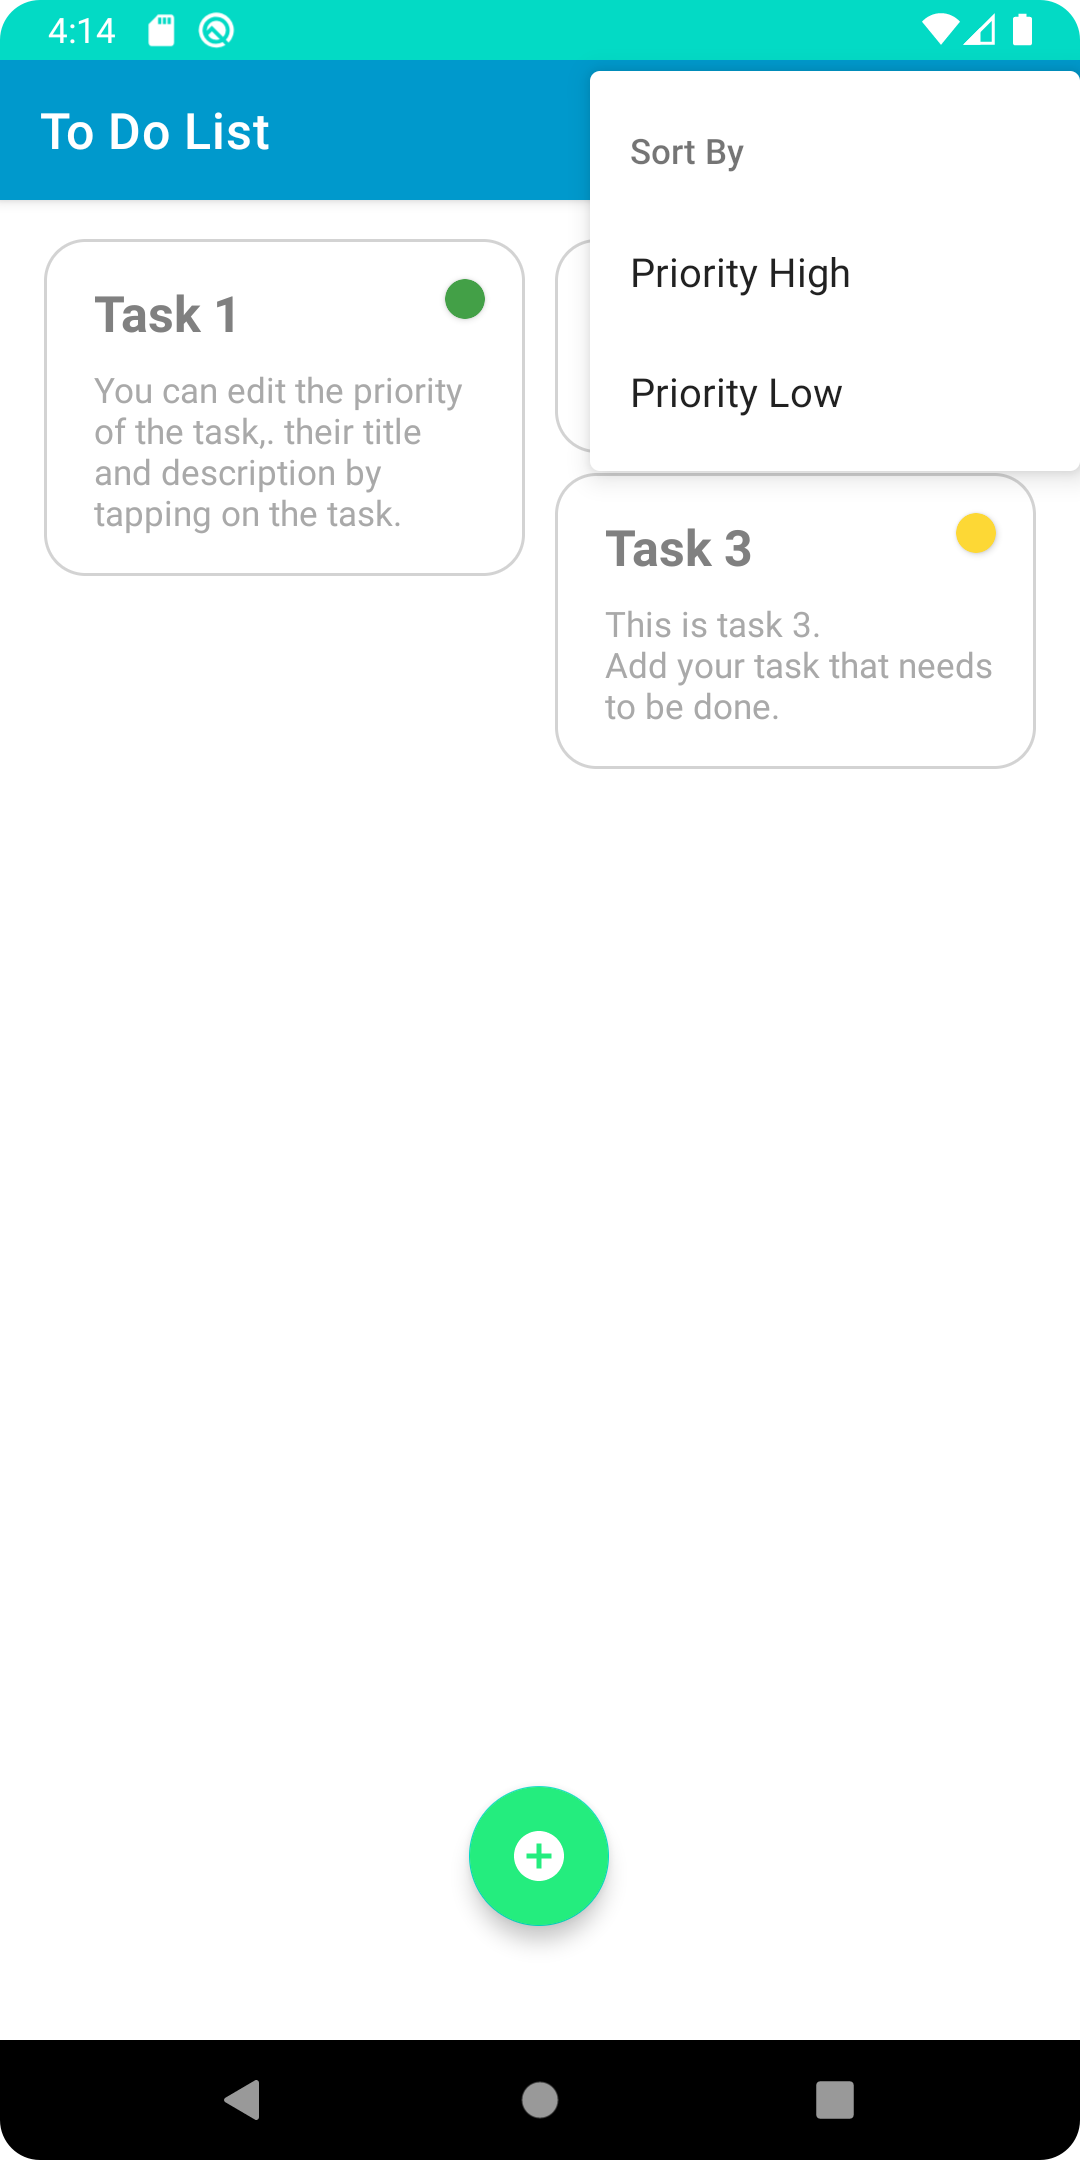 4:14
To Do List
Sort By
Priority High
Priority Low
Task 1
You can edit the priority
of the task,. their title
and description by
tapping on the task.
Task 3
This is task 3.
Add your task that needs
to be done.